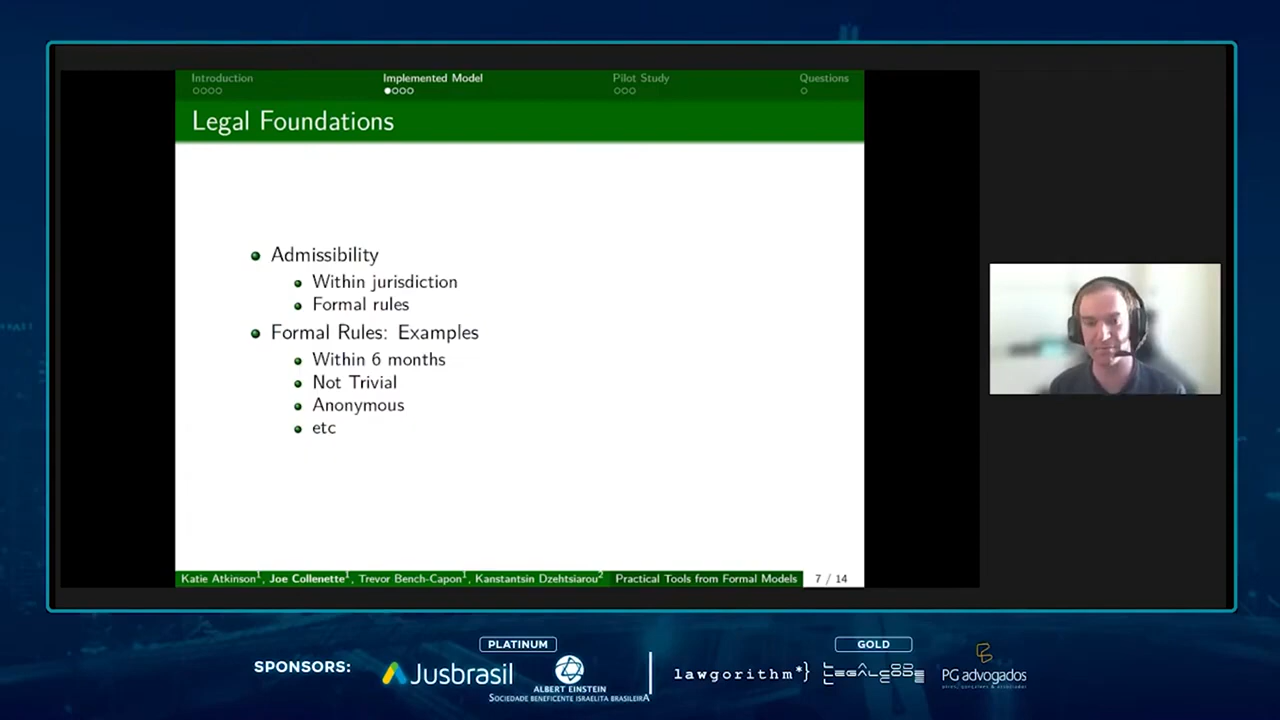 Introduction
Implemented Model
Pilot Study
Questions
Legal Foundations
Admissibility
Within jurisdiction
Formal rules
Formal Rules: Examples
Within 6 months
Not Trivial
Anonymous
etc
Katie Atkinson1, Joe Collenette1, Trevor Bench-Capon1, Kanstantsin Dzehtsiarou2 Practical Tools from Formal Models 7 / 14
PLATINUM
GOLD
SPONSORS:
Jusbrasil
ALBERT EINSTEIN
SOCIEDADE BENEFICENTE ISRAELITA BRASILEIRA
lawgorithm*}
LEGALCODE
PG advogados